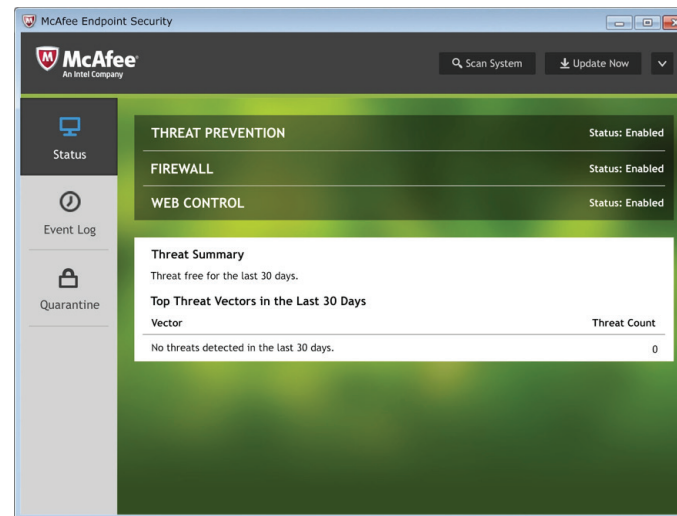 McAfee Endpoint Security
McAfee
An Intel Company
Scan System
Update Now
Status
Event Log
Quarantine
THREAT PREVENTION Status: Enabled
FIREWALL Status: Enabled
WEB CONTROL Status: Enabled
Threat Summary
Threat free for the last 30 days.
Top Threat Vectors in the Last 30 Days
Vector Threat Count
No threats detected in the last 30 days. 0